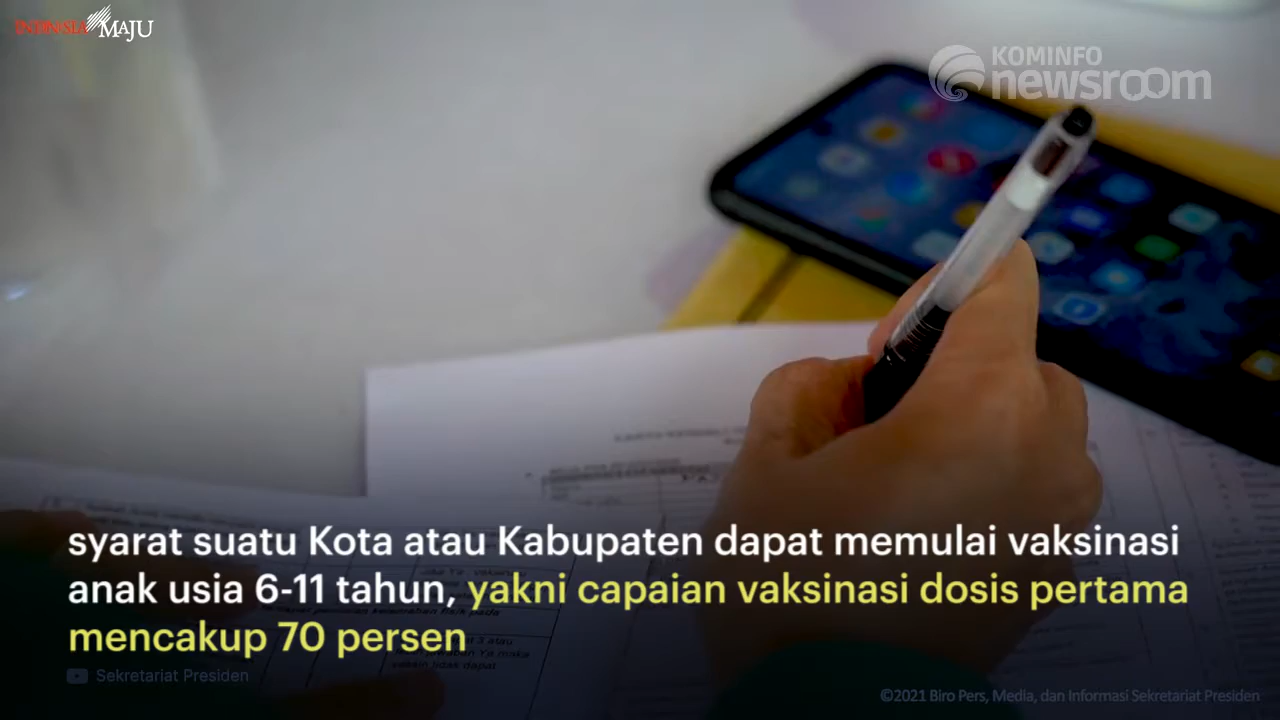 INDONESIA MAJU
KOMINFO
newsroom
syarat suatu Kota atau Kabupaten dapat memulai vaksinasi
anak usia 6-11 tahun, yakni capaian vaksinasi dosis pertama
mencakup 70 persen
Sekretariat Presiden
©2021 Biro Pers, Media, dan Informasi Sekretariat Presiden